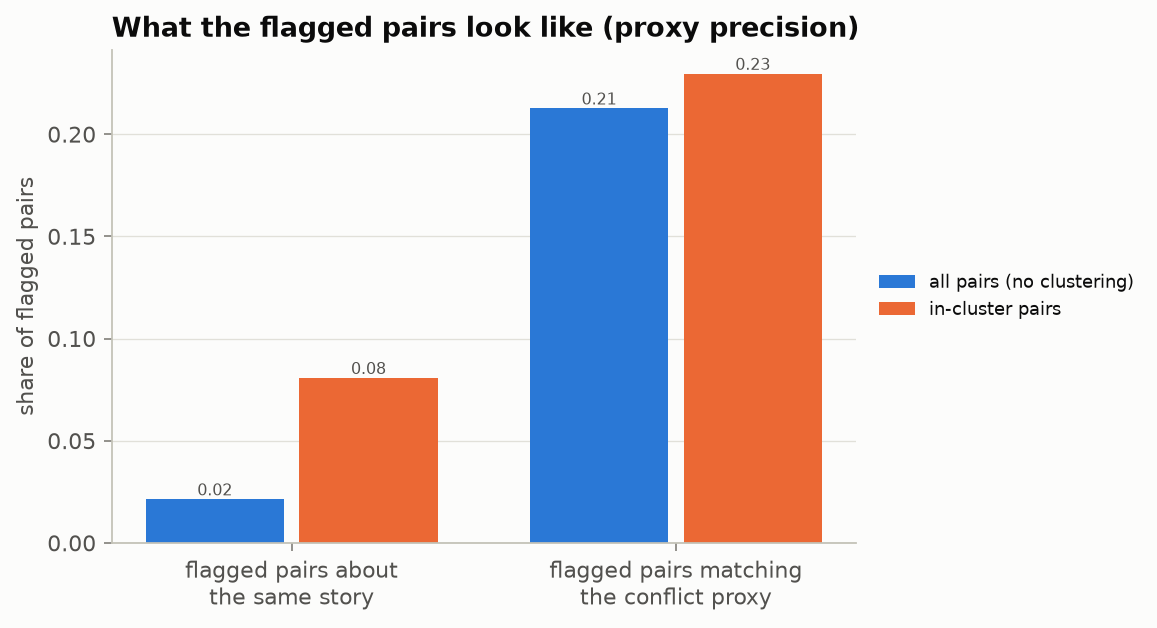 What the flagged pairs look like (proxy precision)
share of flagged pairs
0.20
0.15
0.10
0.05
0.00
0.02
0.08
0.21
0.23
flagged pairs about
the same story
flagged pairs matching
the conflict proxy
all pairs (no clustering)
in-cluster pairs